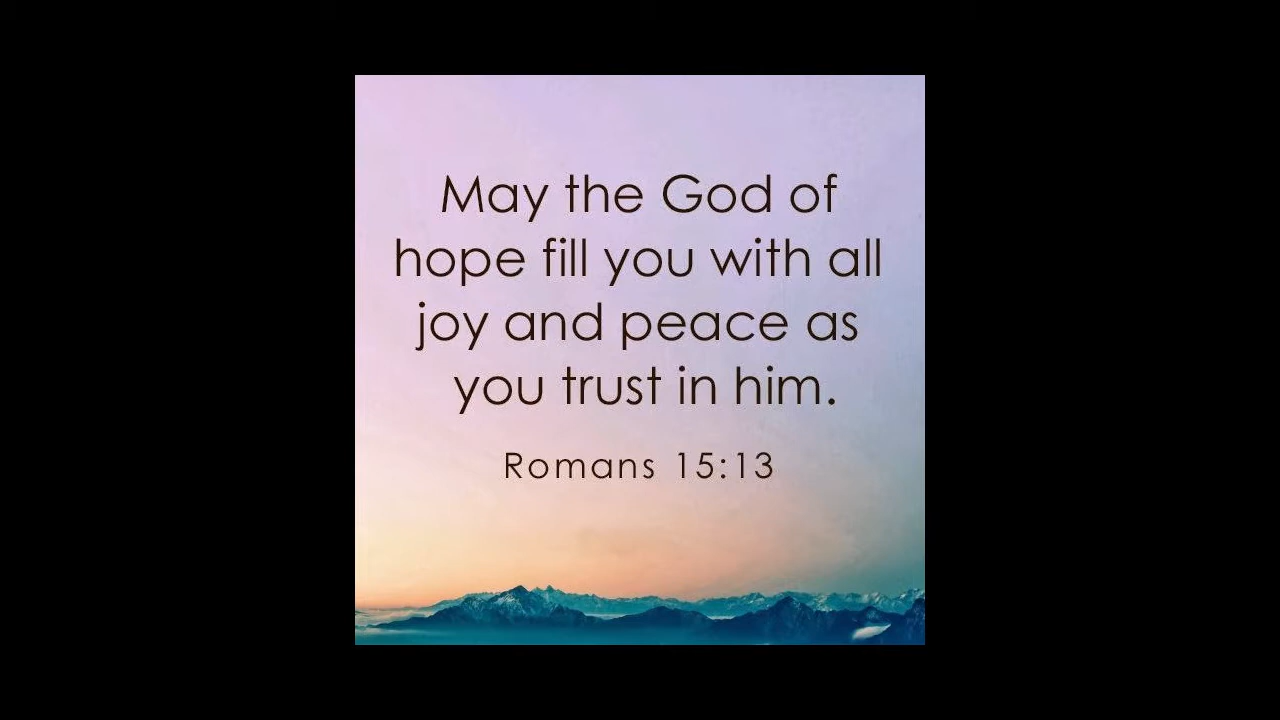 May the God of
hope fill you with all
joy and peace as
you trust in him.
Romans 15:13